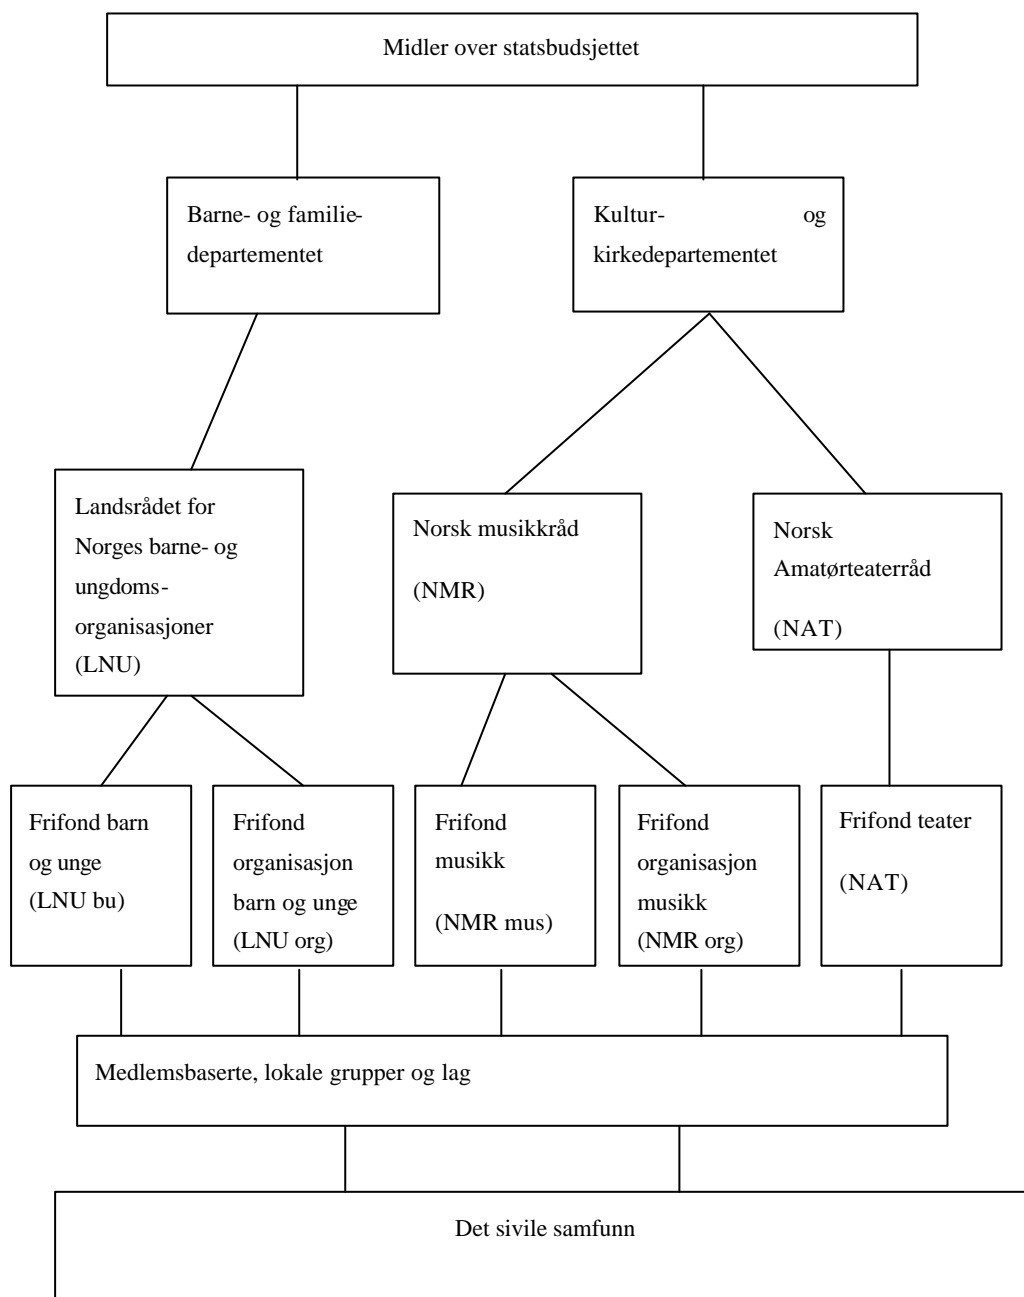 Midler over statsbudsjettet
Barne- og familie-
departementet
Kultur- og
kirkedepartementet
Landsrådet for
Norges barne- og
ungdoms-
organisasjoner
(LNU)
Norsk musikkråd
(NMR)
Norsk
Amatørteaterråd
(NAT)
Frifond barn
og unge
(LNU bu)
Frifond
organisasjon
barn og unge
(LNU org)
Frifond
musikk
(NMR mus)
Frifond
organisasjon
musikk
(NMR org)
Frifond teater
(NAT)
Medlemsbaserte, lokale grupper og lag
Det sivile samfunn